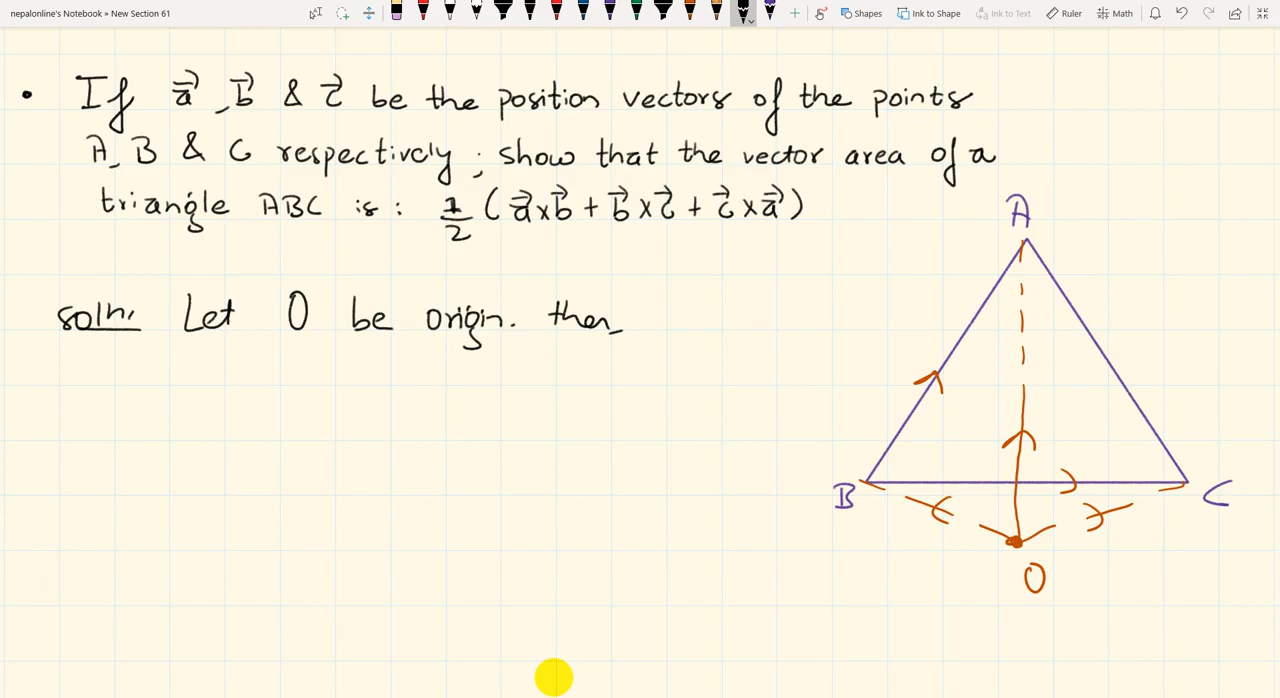 nepalonline's Notebook » New Section 61
Shapes Ink to Shape Ink to Text Ruler Math
• If a⃗, b⃗ & c⃗ be the position vectors of the points
A, B & C respectively; show that the vector area of a
triangle ABC is: 1/2 (a⃗×b⃗ + b⃗×c⃗ + c⃗×a⃗)
A
soln. Let O be origin. then
B
C
O